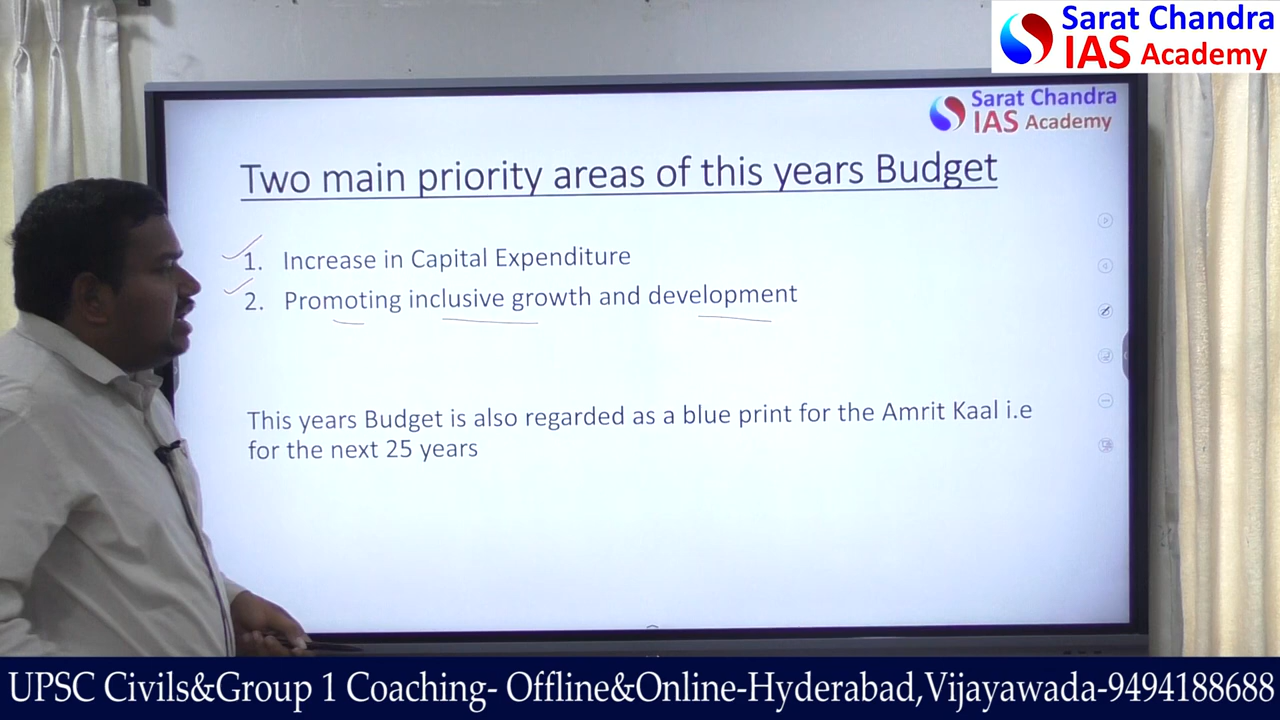 Sarat Chandra
IAS Academy
Sarat Chandra
IAS Academy
Two main priority areas of this years Budget
1. Increase in Capital Expenditure
2. Promoting inclusive growth and development
This years Budget is also regarded as a blue print for the Amrit Kaal i.e
for the next 25 years
UPSC Civils&Group 1 Coaching- Offline&Online-Hyderabad,Vijayawada-9494188688